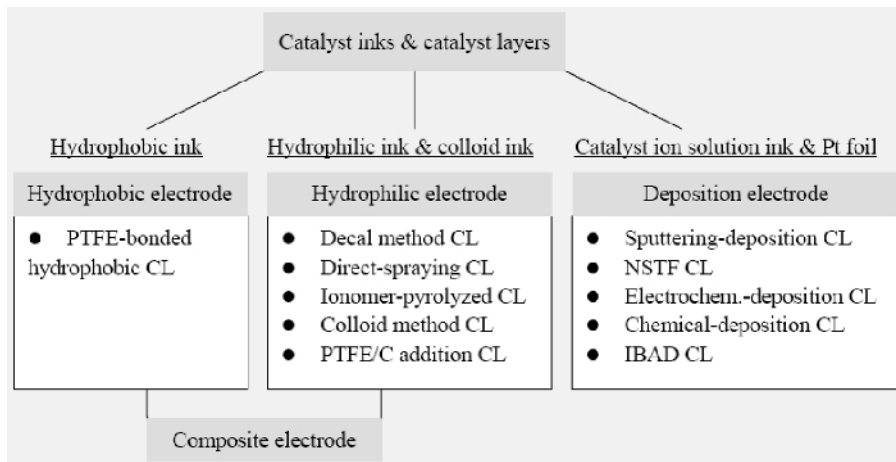 Catalyst inks & catalyst layers
Hydrophobic ink
Hydrophobic electrode
● PTFE-bonded
hydrophobic CL
Hydrophilic ink & colloid ink
Hydrophilic electrode
● Decal method CL
● Direct-spraying CL
● Ionomer-pyrolyzed CL
● Colloid method CL
● PTFE/C addition CL
Catalyst ion solution ink & Pt foil
Deposition electrode
● Sputtering-deposition CL
● NSTF CL
● Electrochem.-deposition CL
● Chemical-deposition CL
● IBAD CL
Composite electrode